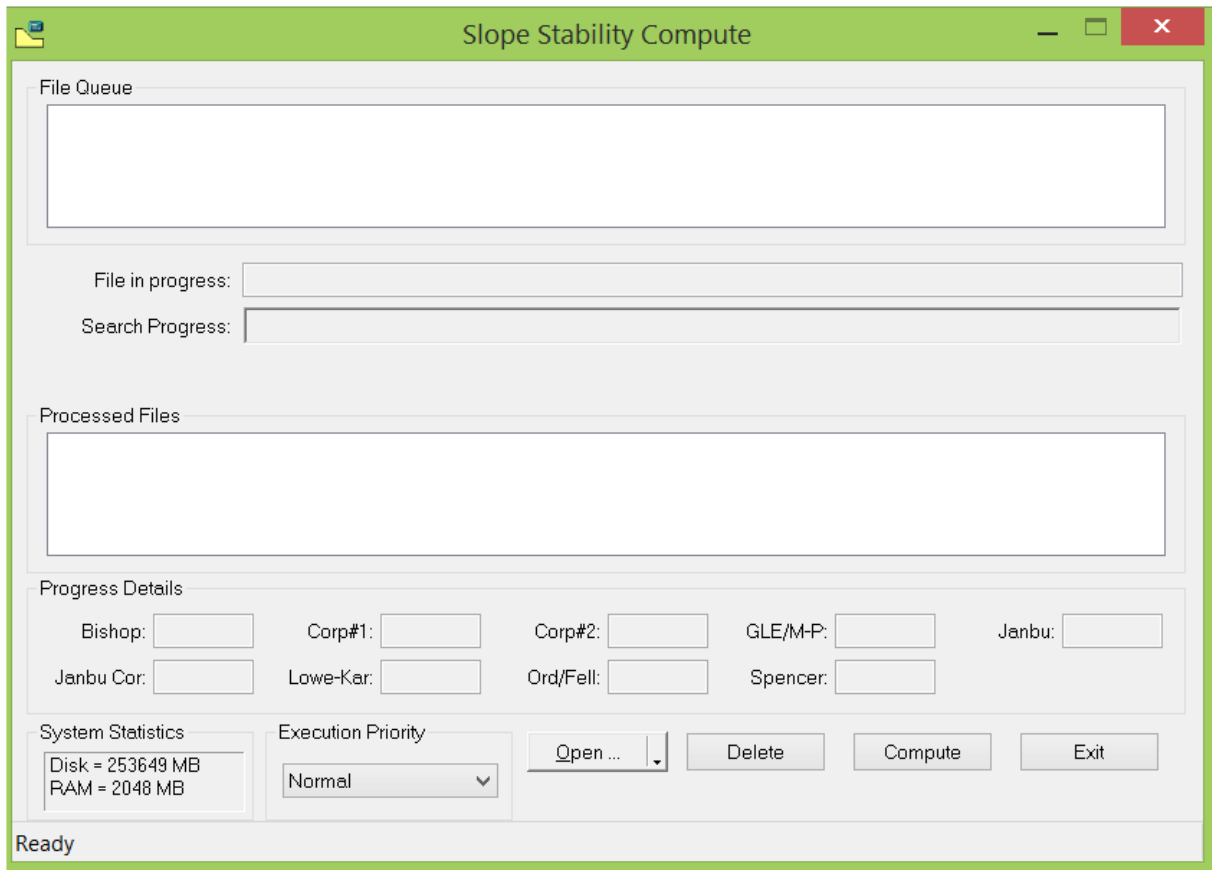 Slope Stability Compute
File Queue
File in progress:
Search Progress:
Processed Files
Progress Details
Bishop: Corp#1: Corp#2: GLE/M-P: Janbu:
Janbu Cor: Lowe-Kar: Ord/Fell: Spencer:
System Statistics Execution Priority
Disk = 253649 MB
RAM = 2048 MB
Normal
Open ... Delete Compute Exit
Ready